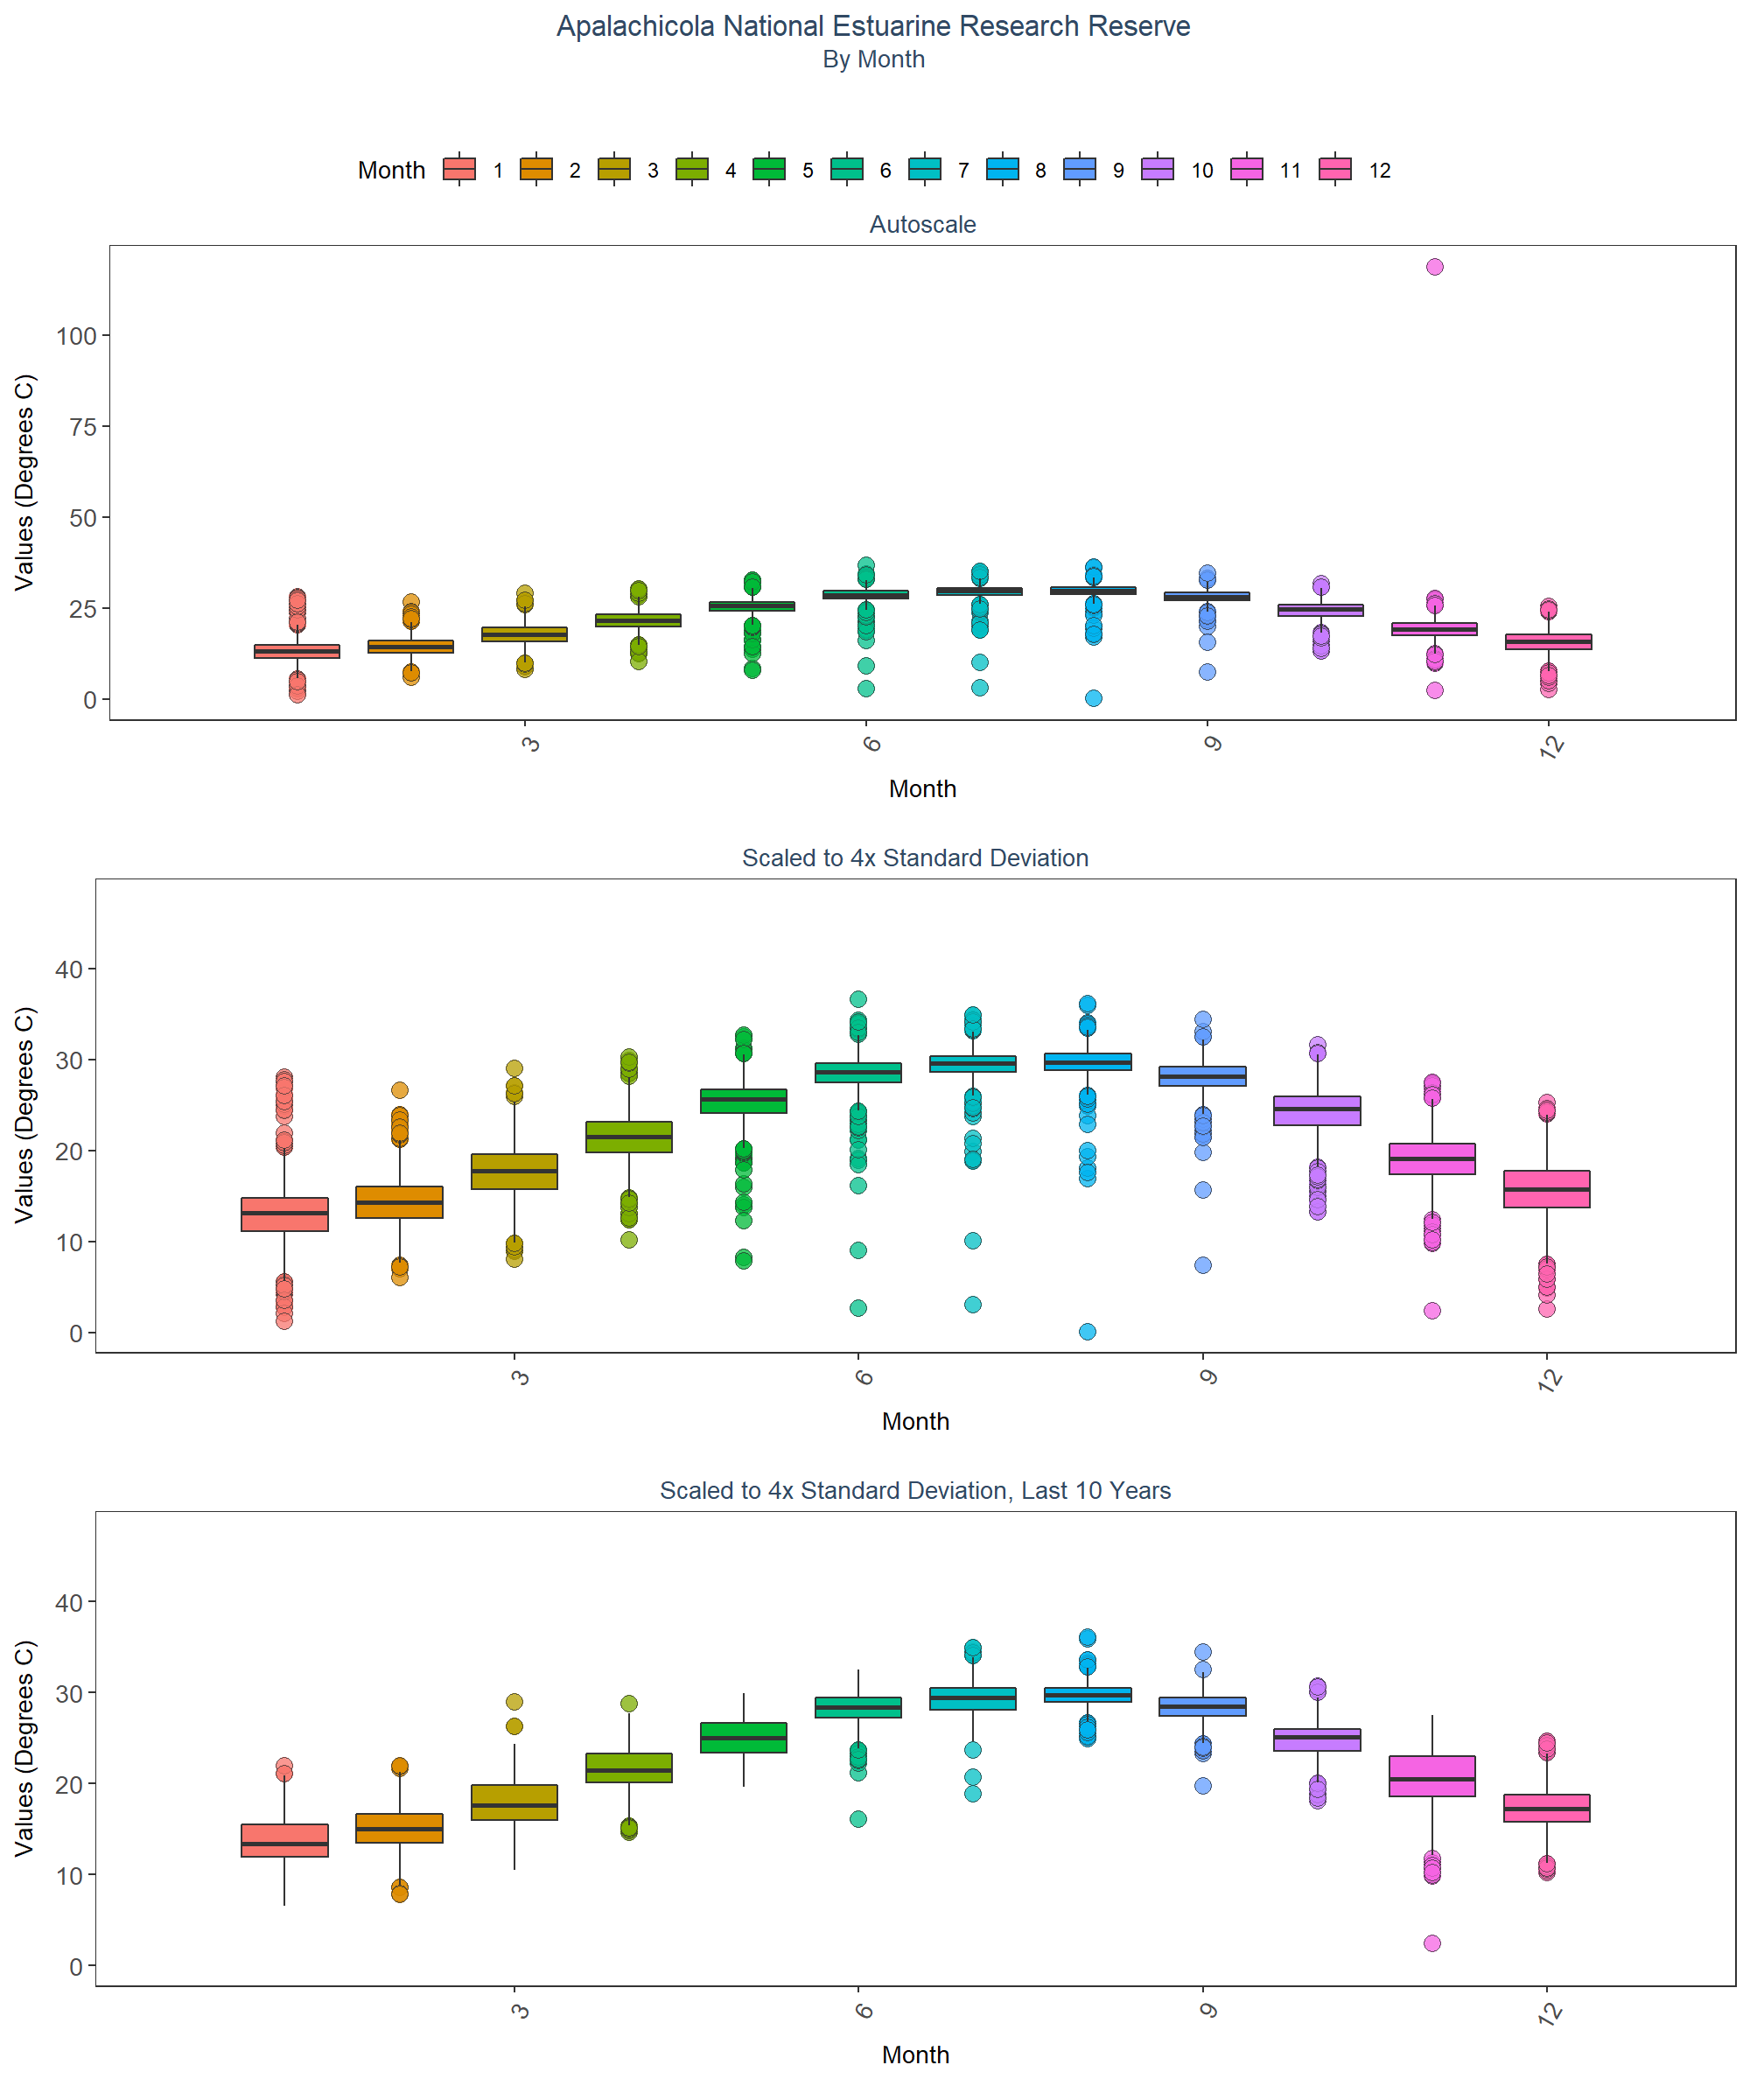 Apalachicola National Estuarine Research Reserve
By Month
Month 1 2 3 4 5 6 7 8 9 10 11 12
Autoscale
Values (Degrees C)
100
75
50
25
0
3 6 9 12
Month
Scaled to 4x Standard Deviation
Values (Degrees C)
40
30
20
10
0
3 6 9 12
Month
Scaled to 4x Standard Deviation, Last 10 Years
Values (Degrees C)
40
30
20
10
0
3 6 9 12
Month